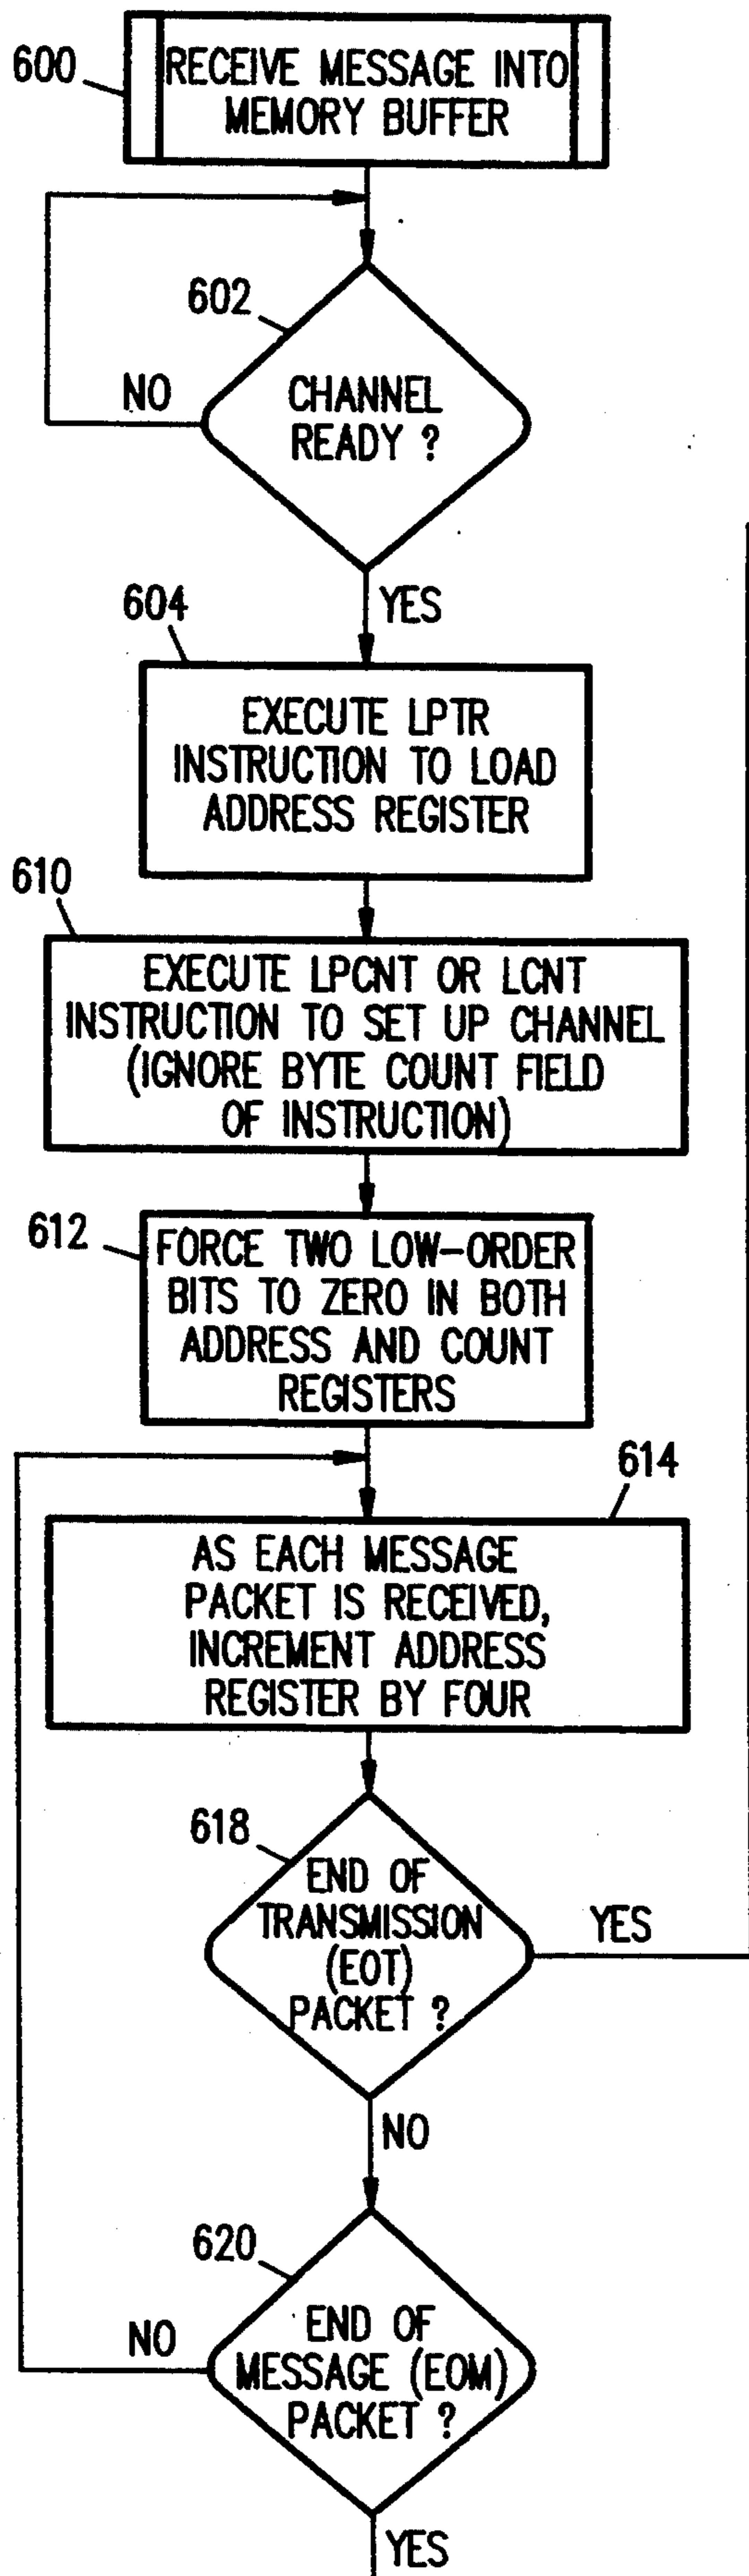 600
RECEIVE MESSAGE INTO
MEMORY BUFFER
602
NO
CHANNEL
READY ?
YES
604
EXECUTE LPTR
INSTRUCTION TO LOAD
ADDRESS REGISTER
610
EXECUTE LPCNT OR LCNT
INSTRUCTION TO SET UP CHANNEL
(IGNORE BYTE COUNT FIELD
OF INSTRUCTION)
612
FORCE TWO LOW-ORDER
BITS TO ZERO IN BOTH
ADDRESS AND COUNT
REGISTERS
614
AS EACH MESSAGE
PACKET IS RECEIVED,
INCREMENT ADDRESS
REGISTER BY FOUR
618
END OF
TRANSMISSION
(EOT)
PACKET ?
YES
NO
620
NO
END OF
MESSAGE (EOM)
PACKET ?
YES